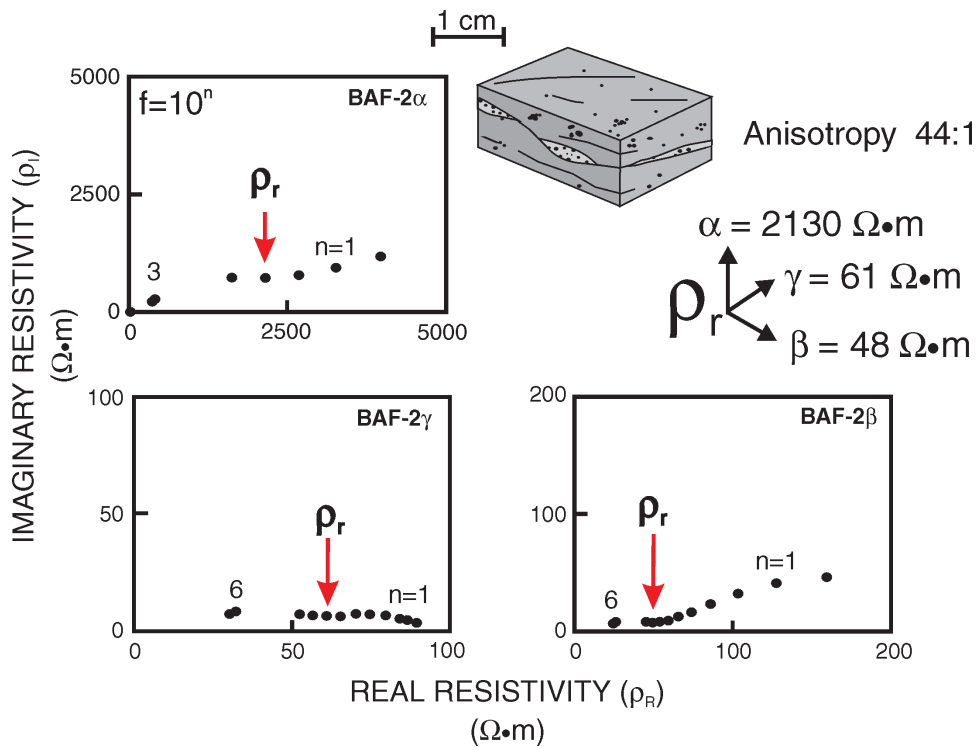 1 cm
5000
f=10ⁿ
BAF-2α
Anisotropy 44:1
2500
ρr
n=1
3
0
0
2500
5000
α = 2130 Ω•m
γ = 61 Ω•m
ρr
β = 48 Ω•m
IMAGINARY RESISTIVITY (ρI)
(Ω•m)
100
BAF-2γ
50
ρr
6
n=1
0
0
50
100
200
BAF-2β
100
ρr
n=1
6
0
0
100
200
REAL RESISTIVITY (ρR)
(Ω•m)